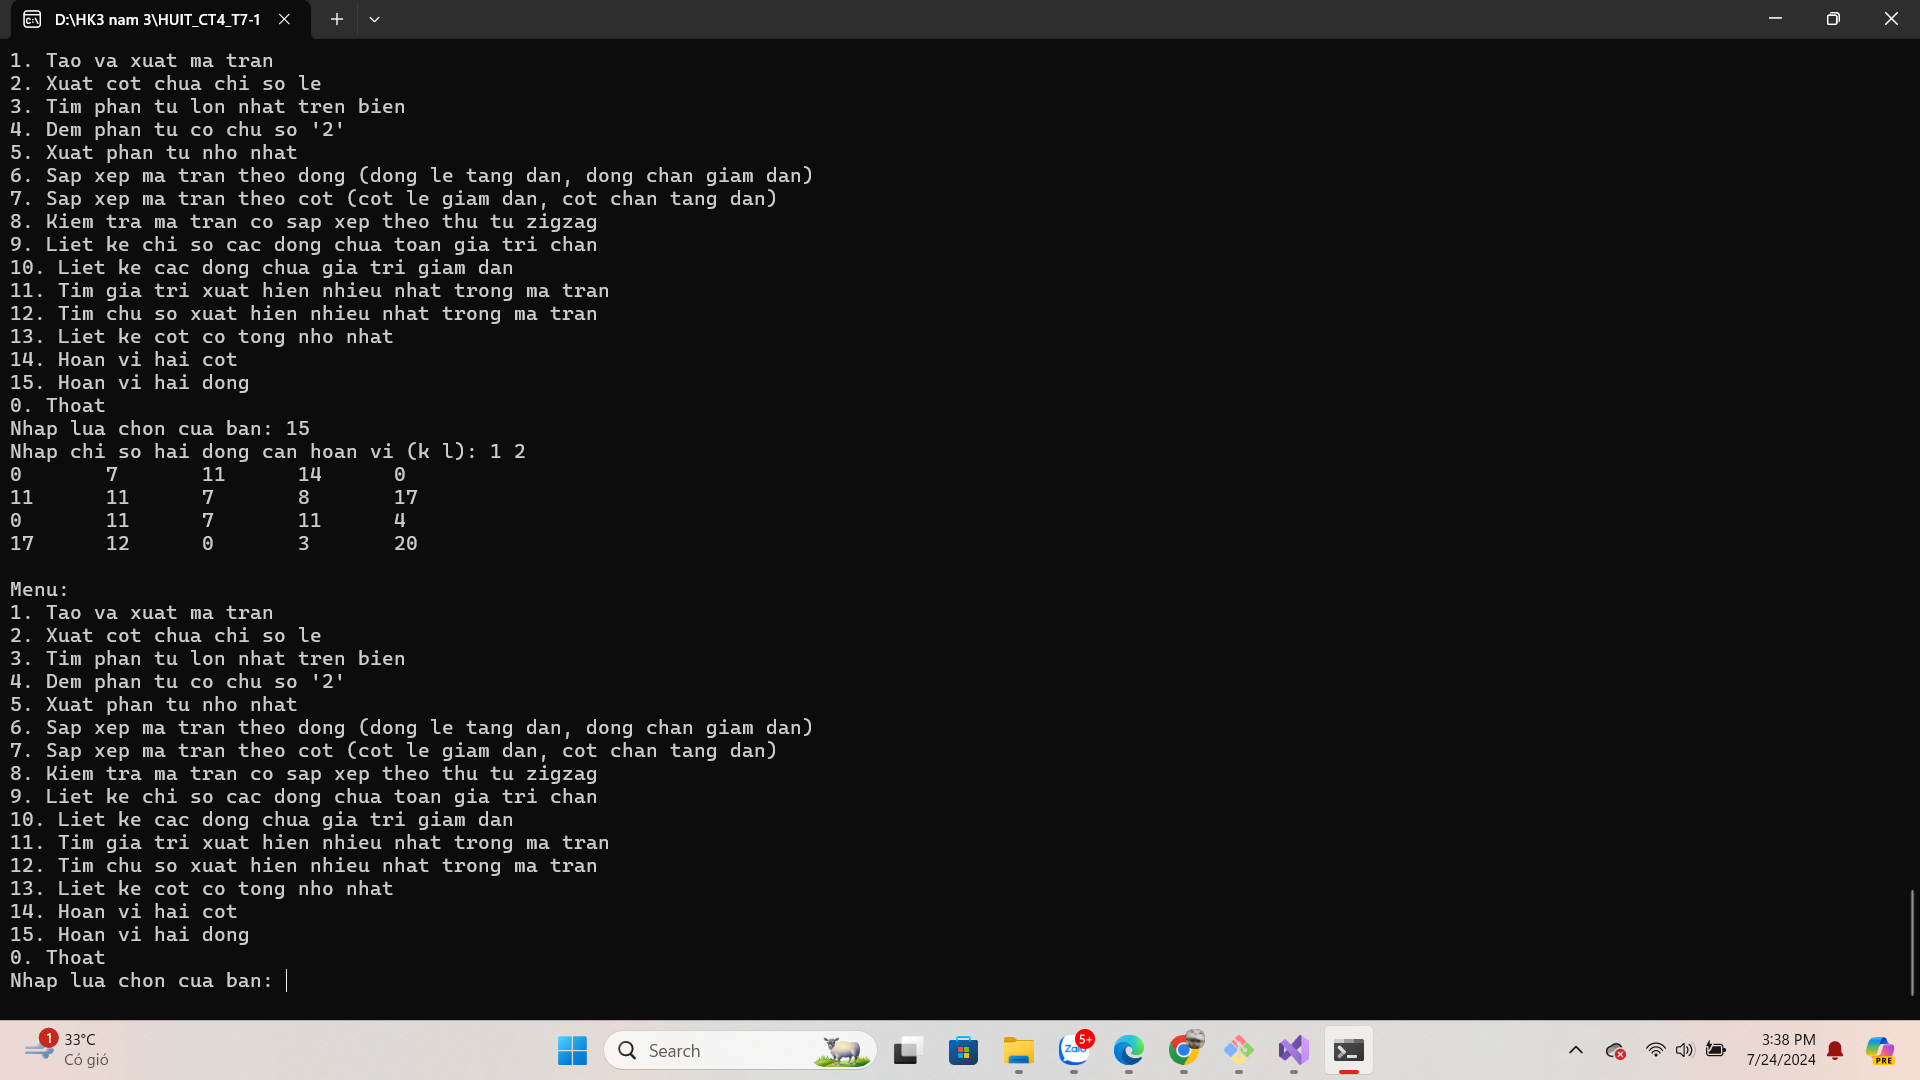 D:\HK3 nam 3\HUIT_CT4_T7-1
1. Tao va xuat ma tran
2. Xuat cot chua chi so le
3. Tim phan tu lon nhat tren bien
4. Dem phan tu co chu so '2'
5. Xuat phan tu nho nhat
6. Sap xep ma tran theo dong (dong le tang dan, dong chan giam dan)
7. Sap xep ma tran theo cot (cot le giam dan, cot chan tang dan)
8. Kiem tra ma tran co sap xep theo thu tu zigzag
9. Liet ke chi so cac dong chua toan gia tri chan
10. Liet ke cac dong chua gia tri giam dan
11. Tim gia tri xuat hien nhieu nhat trong ma tran
12. Tim chu so xuat hien nhieu nhat trong ma tran
13. Liet ke cot co tong nho nhat
14. Hoan vi hai cot
15. Hoan vi hai dong
0. Thoat
Nhap lua chon cua ban: 15
Nhap chi so hai dong can hoan vi (k l): 1 2
0 7 11 14 0
11 11 7 8 17
0 11 7 11 4
17 12 0 3 20
Menu:
1. Tao va xuat ma tran
2. Xuat cot chua chi so le
3. Tim phan tu lon nhat tren bien
4. Dem phan tu co chu so '2'
5. Xuat phan tu nho nhat
6. Sap xep ma tran theo dong (dong le tang dan, dong chan giam dan)
7. Sap xep ma tran theo cot (cot le giam dan, cot chan tang dan)
8. Kiem tra ma tran co sap xep theo thu tu zigzag
9. Liet ke chi so cac dong chua toan gia tri chan
10. Liet ke cac dong chua gia tri giam dan
11. Tim gia tri xuat hien nhieu nhat trong ma tran
12. Tim chu so xuat hien nhieu nhat trong ma tran
13. Liet ke cot co tong nho nhat
14. Hoan vi hai cot
15. Hoan vi hai dong
0. Thoat
Nhap lua chon cua ban:
1 33°C
Có gió
Search
Zalo 5+
3:38 PM
7/24/2024
PRE